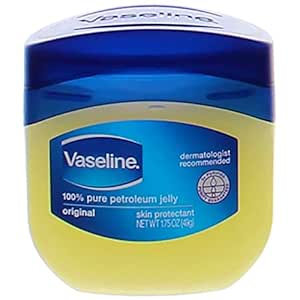 Vaseline.
dermatologist
recommended
100% pure petroleum jelly
original
skin protectant
NET WT 1.75 OZ (49g)